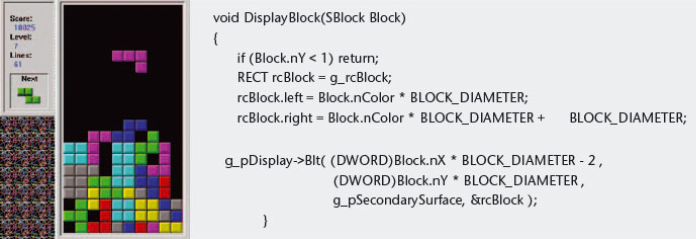 Score:
18025
Level:
7
Lines:
61
Next
void DisplayBlock(SBlock Block)
{
if (Block.nY < 1) return;
RECT rcBlock = g_rcBlock;
rcBlock.left = Block.nColor * BLOCK_DIAMETER;
rcBlock.right = Block.nColor * BLOCK_DIAMETER + BLOCK_DIAMETER;
g_pDisplay->Blt( (DWORD)Block.nX * BLOCK_DIAMETER - 2 ,
(DWORD)Block.nY * BLOCK_DIAMETER ,
g_pSecondarySurface, &rcBlock );
}